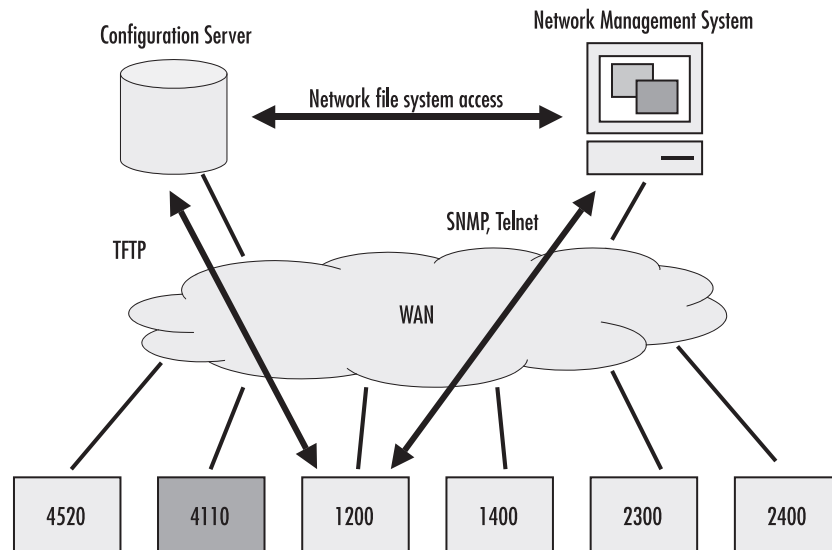 Configuration Server
Network Management System
Network file system access
TFTP
SNMP, Telnet
WAN
4520
4110
1200
1400
2300
2400